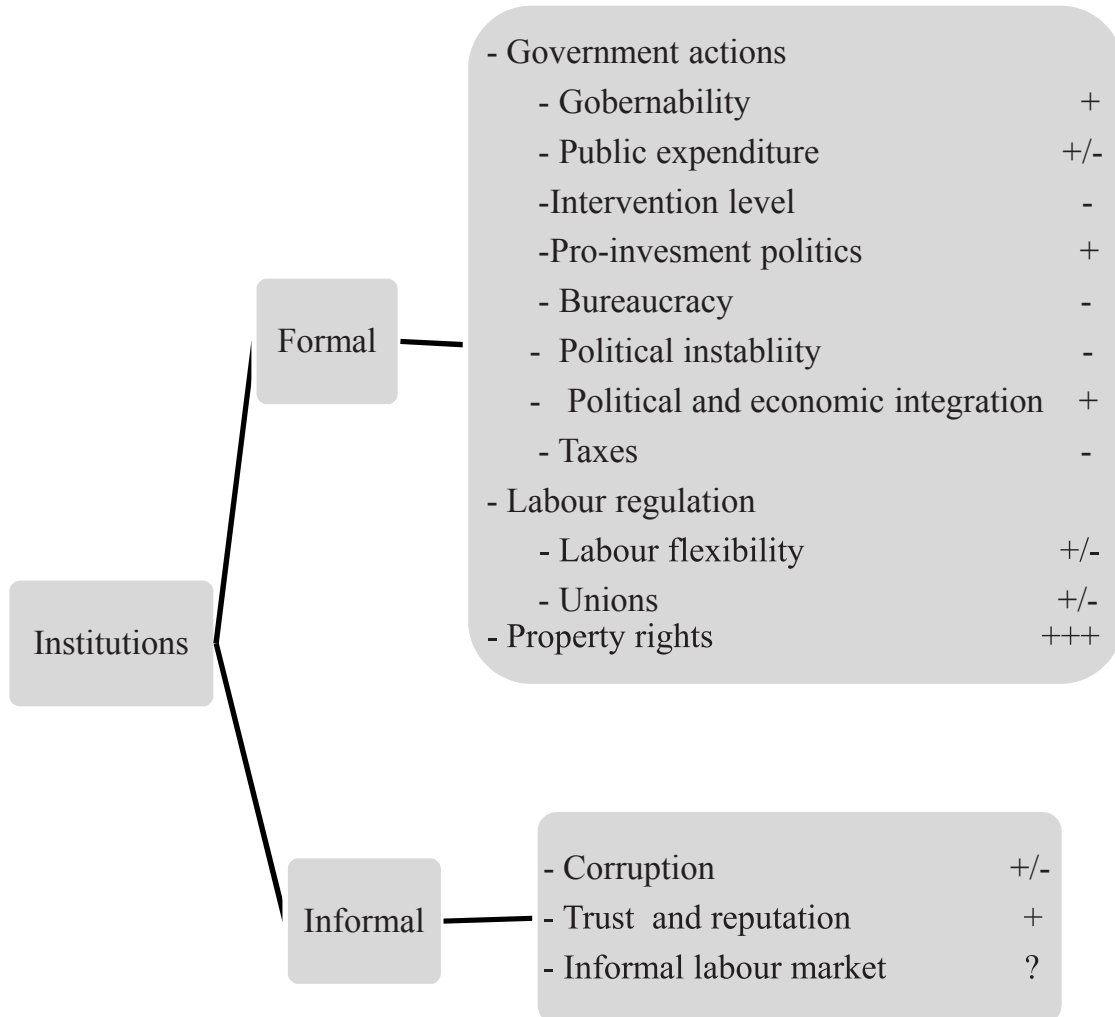 - Government actions
- Gobernability +
- Public expenditure +/-
-Intervention level -
-Pro-invesment politics +
- Bureaucracy -
- Political instabliity -
- Political and economic integration +
- Taxes -
- Labour regulation
- Labour flexibility +/-
- Unions +/-
- Property rights +++
Formal
Institutions
Informal
- Corruption +/-
- Trust and reputation +
- Informal labour market ?